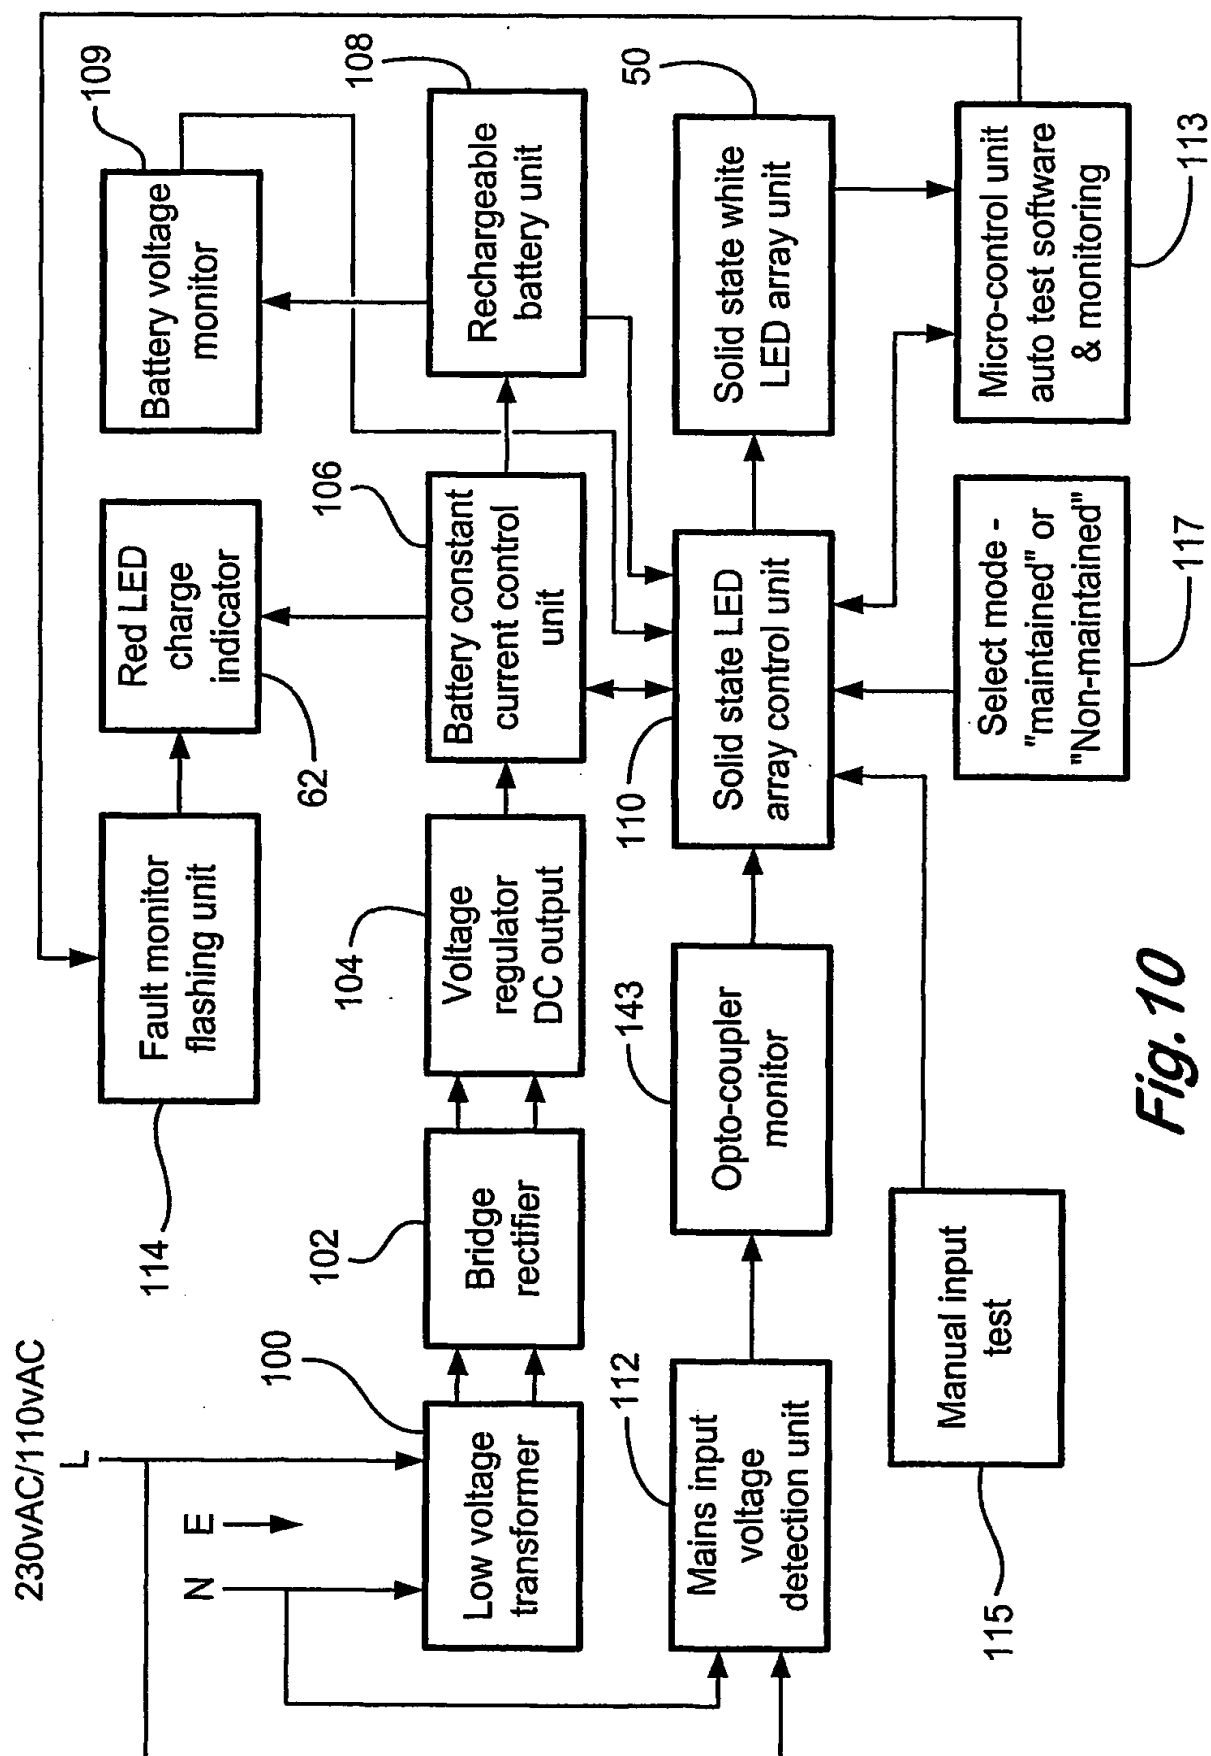 230vAC/110vAC
L
E
N
114
Fault monitor
flashing unit
62
Red LED
charge
indicator
109
Battery voltage
monitor
100
Low voltage
transformer
102
Bridge
rectifier
104
Voltage
regulator
DC output
106
Battery constant
current control
unit
108
Rechargeable
battery unit
112
Mains input
voltage
detection unit
143
Opto-coupler
monitor
110
Solid state LED
array control unit
50
Solid state white
LED array unit
115
Manual input
test
Select mode -
"maintained" or
"Non-maintained"
117
Micro-control unit
auto test software
& monitoring
113
Fig. 10